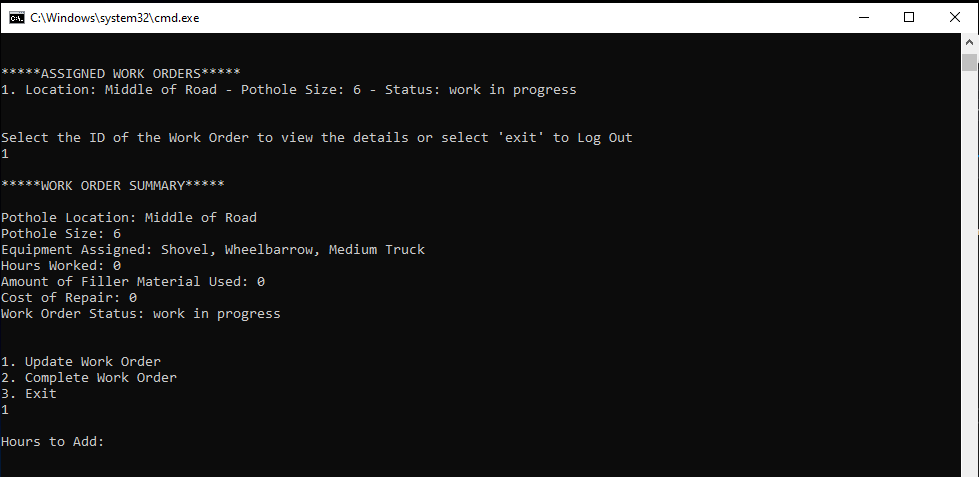 C:\Windows\system32\cmd.exe
*****ASSIGNED WORK ORDERS*****
1. Location: Middle of Road - Pothole Size: 6 - Status: work in progress
Select the ID of the Work Order to view the details or select 'exit' to Log Out
1
*****WORK ORDER SUMMARY*****
Pothole Location: Middle of Road
Pothole Size: 6
Equipment Assigned: Shovel, Wheelbarrow, Medium Truck
Hours Worked: 0
Amount of Filler Material Used: 0
Cost of Repair: 0
Work Order Status: work in progress
1. Update Work Order
2. Complete Work Order
3. Exit
1
Hours to Add: